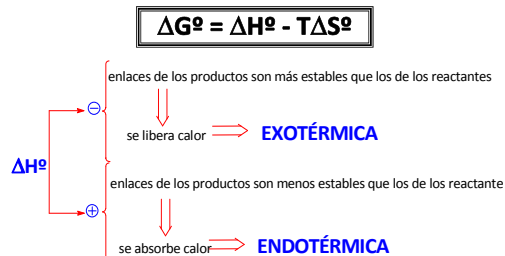 ΔGº = ΔHº - TΔSº
enlaces de los productos son más estables que los de los reactantes
⊖
se libera calor ⟹ EXOTÉRMICA
ΔHº
enlaces de los productos son menos estables que los de los reactante
⊕
se absorbe calor ⟹ ENDOTÉRMICA